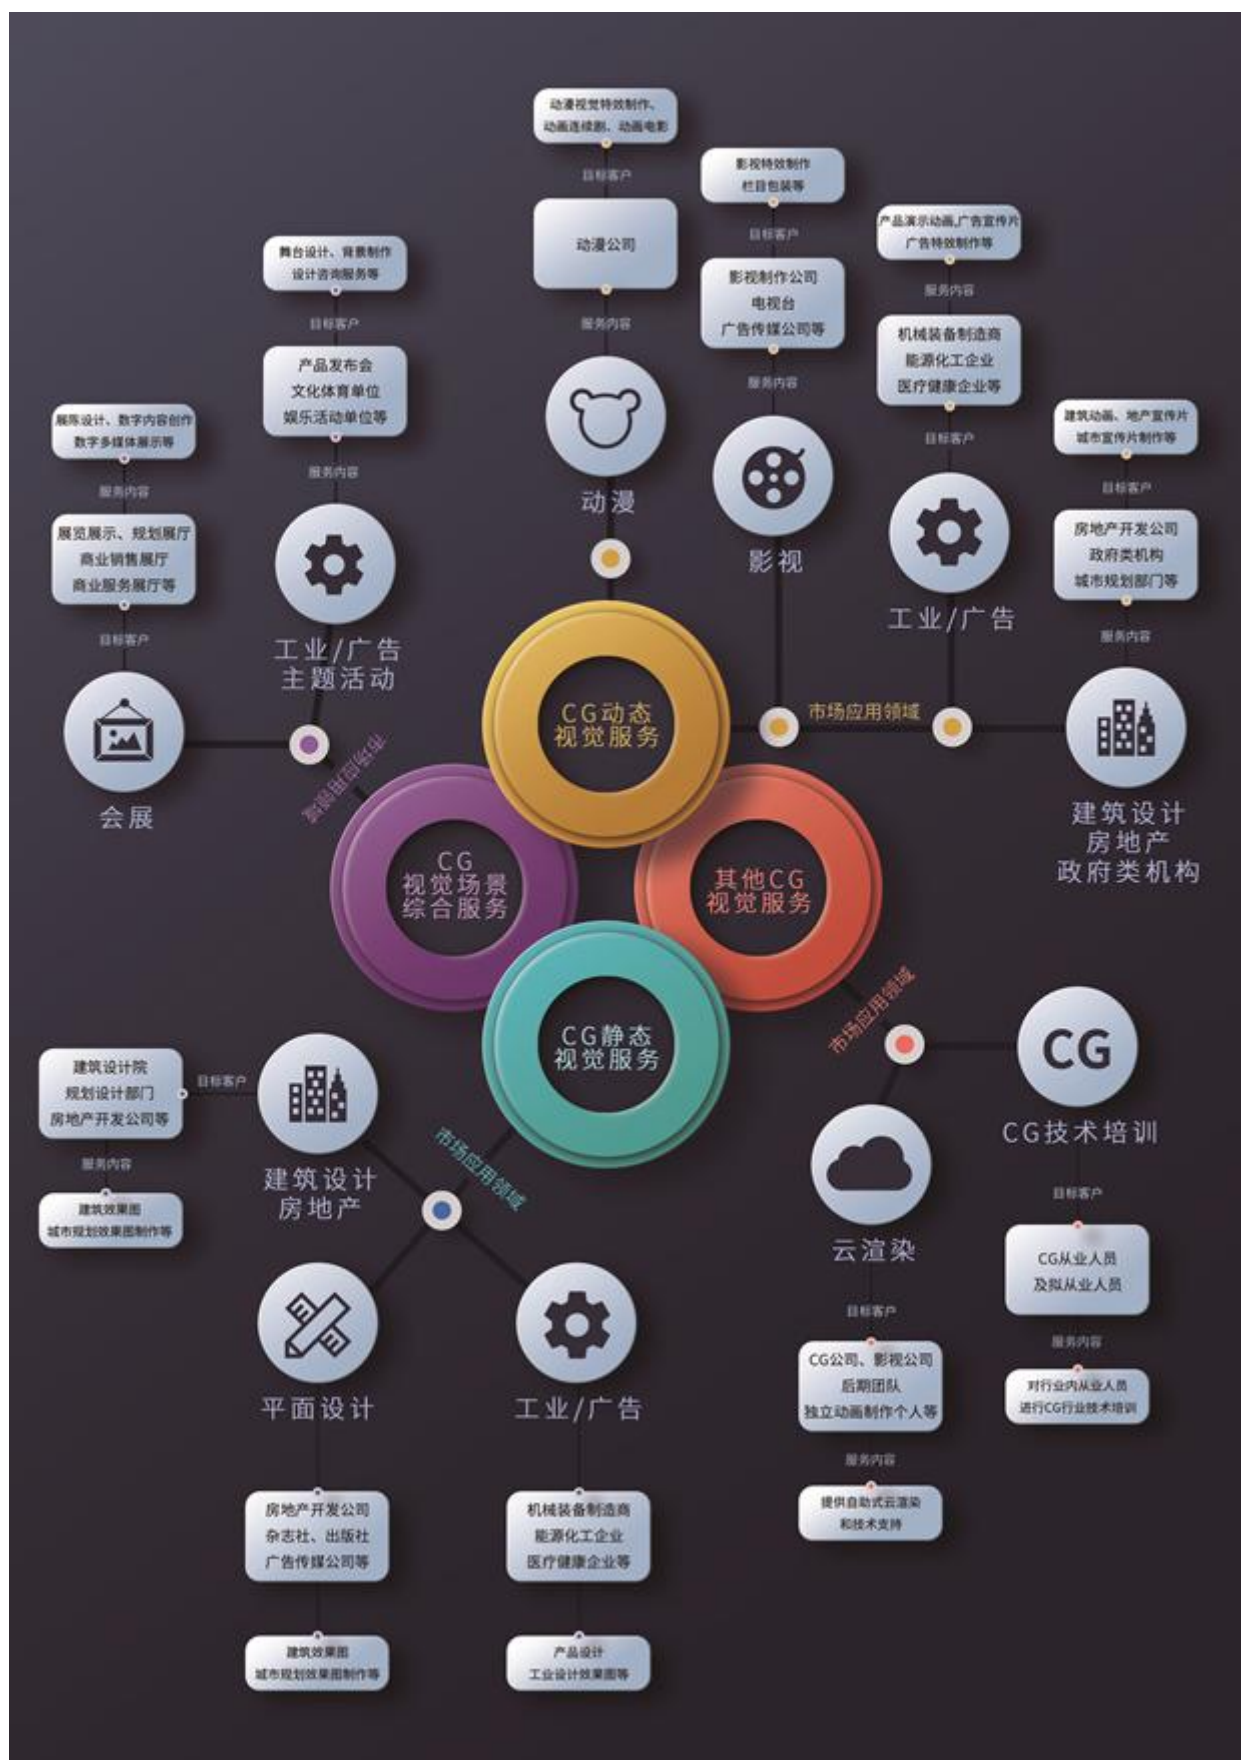 动漫视觉特效制作、
动画连续剧、动画电影
目标客户
动漫公司
服务内容
动漫
影视特效制作
栏目包装等
目标客户
影视制作公司
电视台
广告传媒公司等
服务内容
影视
产品演示动画,广告宣传片
广告特效制作等
服务内容
机械装备制造商
能源化工企业
医疗健康企业等
目标客户
工业/广告
建筑动画、地产宣传片
城市宣传片制作等
目标客户
房地产开发公司
政府类机构
城市规划部门等
服务内容
建筑设计
房地产
政府类机构
市场应用领域
舞台设计、背景制作
设计咨询服务等
目标客户
产品发布会
文化体育单位
娱乐活动单位等
服务内容
工业/广告
主题活动
展陈设计、数字内容创作
数字多媒体展示等
服务内容
展览展示、规划展厅
商业销售展厅
商业服务展厅等
目标客户
会展
市场应用领域
CG动态
视觉服务
CG
视觉场景
综合服务
其他CG
视觉服务
CG静态
视觉服务
市场应用领域
建筑设计院
规划设计部门
房地产开发公司等
目标客户
服务内容
建筑效果图
城市规划效果图制作等
建筑设计
房地产
平面设计
房地产开发公司
杂志社、出版社
广告传媒公司等
建筑效果图
城市规划效果图制作等
工业/广告
机械装备制造商
能源化工企业
医疗健康企业等
产品设计
工业设计效果图等
市场应用领域
云渲染
目标客户
CG公司、影视公司
后期团队
独立动画制作个人等
服务内容
提供自助式云渲染
和技术支持
CG
CG技术培训
目标客户
CG从业人员
及拟从业人员
服务内容
对行业内从业人员
进行CG行业技术培训